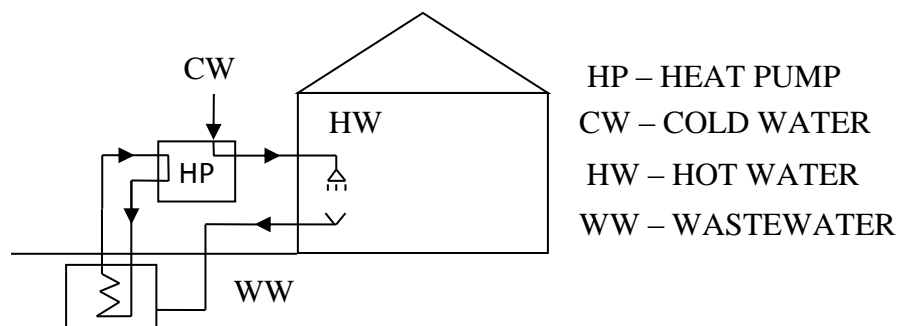 CW
HW
HP
WW
HP – HEAT PUMP
CW – COLD WATER
HW – HOT WATER
WW – WASTEWATER